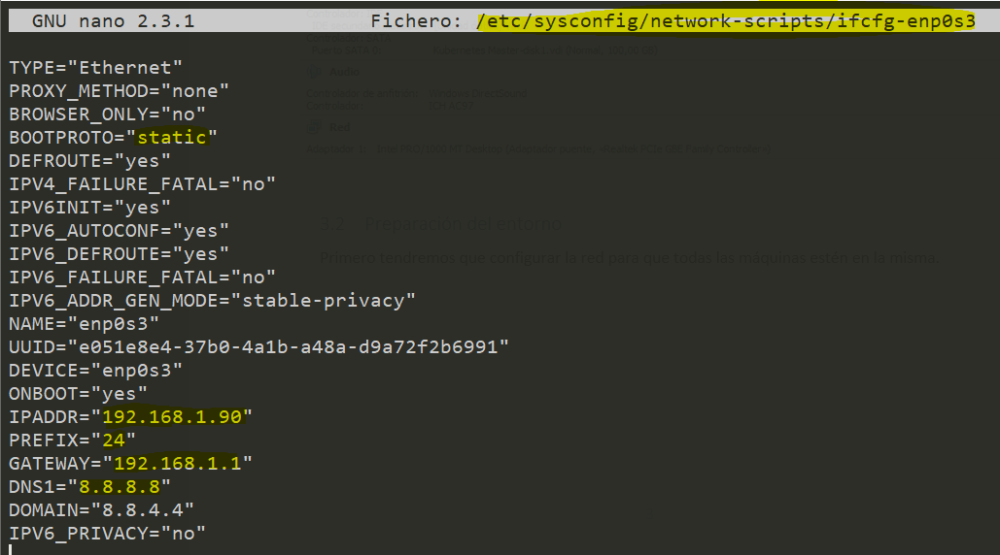 GNU nano 2.3.1 Fichero: /etc/sysconfig/network-scripts/ifcfg-enp0s3
Audio
Red
3.2 Preparación del entorno
Primero tendremos que configurar la red para que todas las máquinas estén en la misma.
TYPE="Ethernet"
PROXY_METHOD="none"
BROWSER_ONLY="no"
BOOTPROTO="static"
DEFROUTE="yes"
IPV4_FAILURE_FATAL="no"
IPV6INIT="yes"
IPV6_AUTOCONF="yes"
IPV6_DEFROUTE="yes"
IPV6_FAILURE_FATAL="no"
IPV6_ADDR_GEN_MODE="stable-privacy"
NAME="enp0s3"
UUID="e051e8e4-37b0-4a1b-a48a-d9a72f2b6991"
DEVICE="enp0s3"
ONBOOT="yes"
IPADDR="192.168.1.90"
PREFIX="24"
GATEWAY="192.168.1.1"
DNS1="8.8.8.8"
DOMAIN="8.8.4.4"
IPV6_PRIVACY="no"